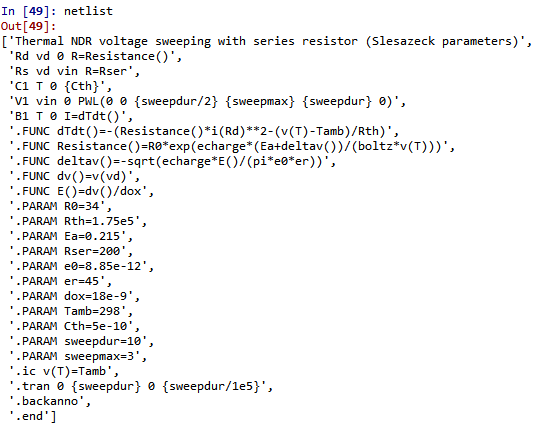 In [49]: netlist
Out[49]:
['Thermal NDR voltage sweeping with series resistor (Slesazeck parameters)',
'Rd vd 0 R=Resistance()',
'Rs vd vin R=Rser',
'C1 T 0 {Cth}',
'V1 vin 0 PWL(0 0 {sweepdur/2} {sweepmax} {sweepdur} 0)',
'B1 T 0 I=dTdt()',
'.FUNC dTdt()=-(Resistance()*i(Rd)**2-(v(T)-Tamb)/Rth)',
'.FUNC Resistance()=R0*exp(echarge*(Ea+deltav())/(boltz*v(T)))',
'.FUNC deltav()=-sqrt(echarge*E()/(pi*e0*er))',
'.FUNC dv()=v(vd)',
'.FUNC E()=dv()/dox',
'.PARAM R0=34',
'.PARAM Rth=1.75e5',
'.PARAM Ea=0.215',
'.PARAM Rser=200',
'.PARAM e0=8.85e-12',
'.PARAM er=45',
'.PARAM dox=18e-9',
'.PARAM Tamb=298',
'.PARAM Cth=5e-10',
'.PARAM sweepdur=10',
'.PARAM sweepmax=3',
'.ic v(T)=Tamb',
'.tran 0 {sweepdur} 0 {sweepdur/1e5}',
'.backanno',
'.end']